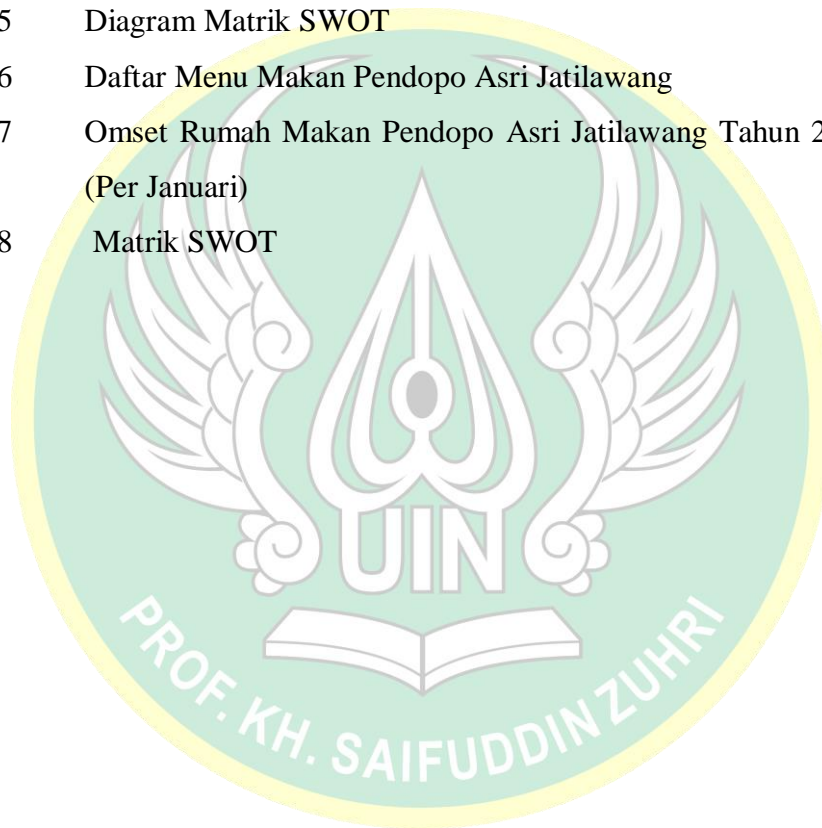 5 Diagram Matrik SWOT
6 Daftar Menu Makan Pendopo Asri Jatilawang
7 Omset Rumah Makan Pendopo Asri Jatilawang Tahun 2
(Per Januari)
8 Matrik SWOT
UIN
PROF. KH. SAIFUDDIN ZUHRI